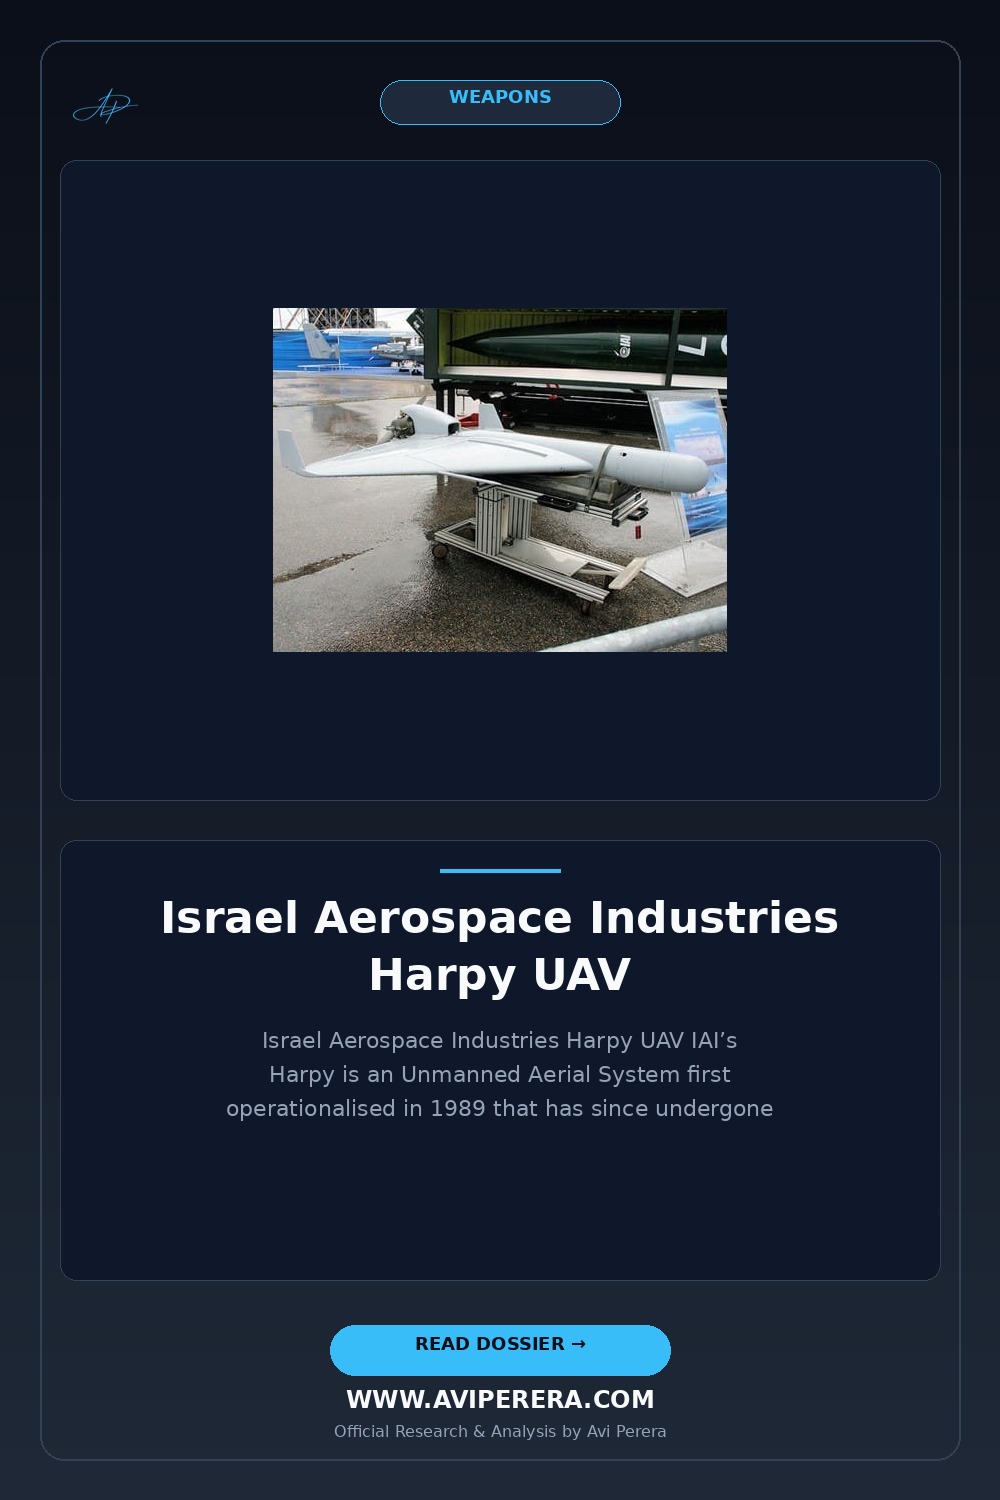 WEAPONS
IAI
L
Israel Aerospace Industries
Harpy UAV
Israel Aerospace Industries Harpy UAV IAI’s
Harpy is an Unmanned Aerial System first
operationalised in 1989 that has since undergone
READ DOSSIER →
WWW.AVIPERERA.COM
Official Research & Analysis by Avi Perera